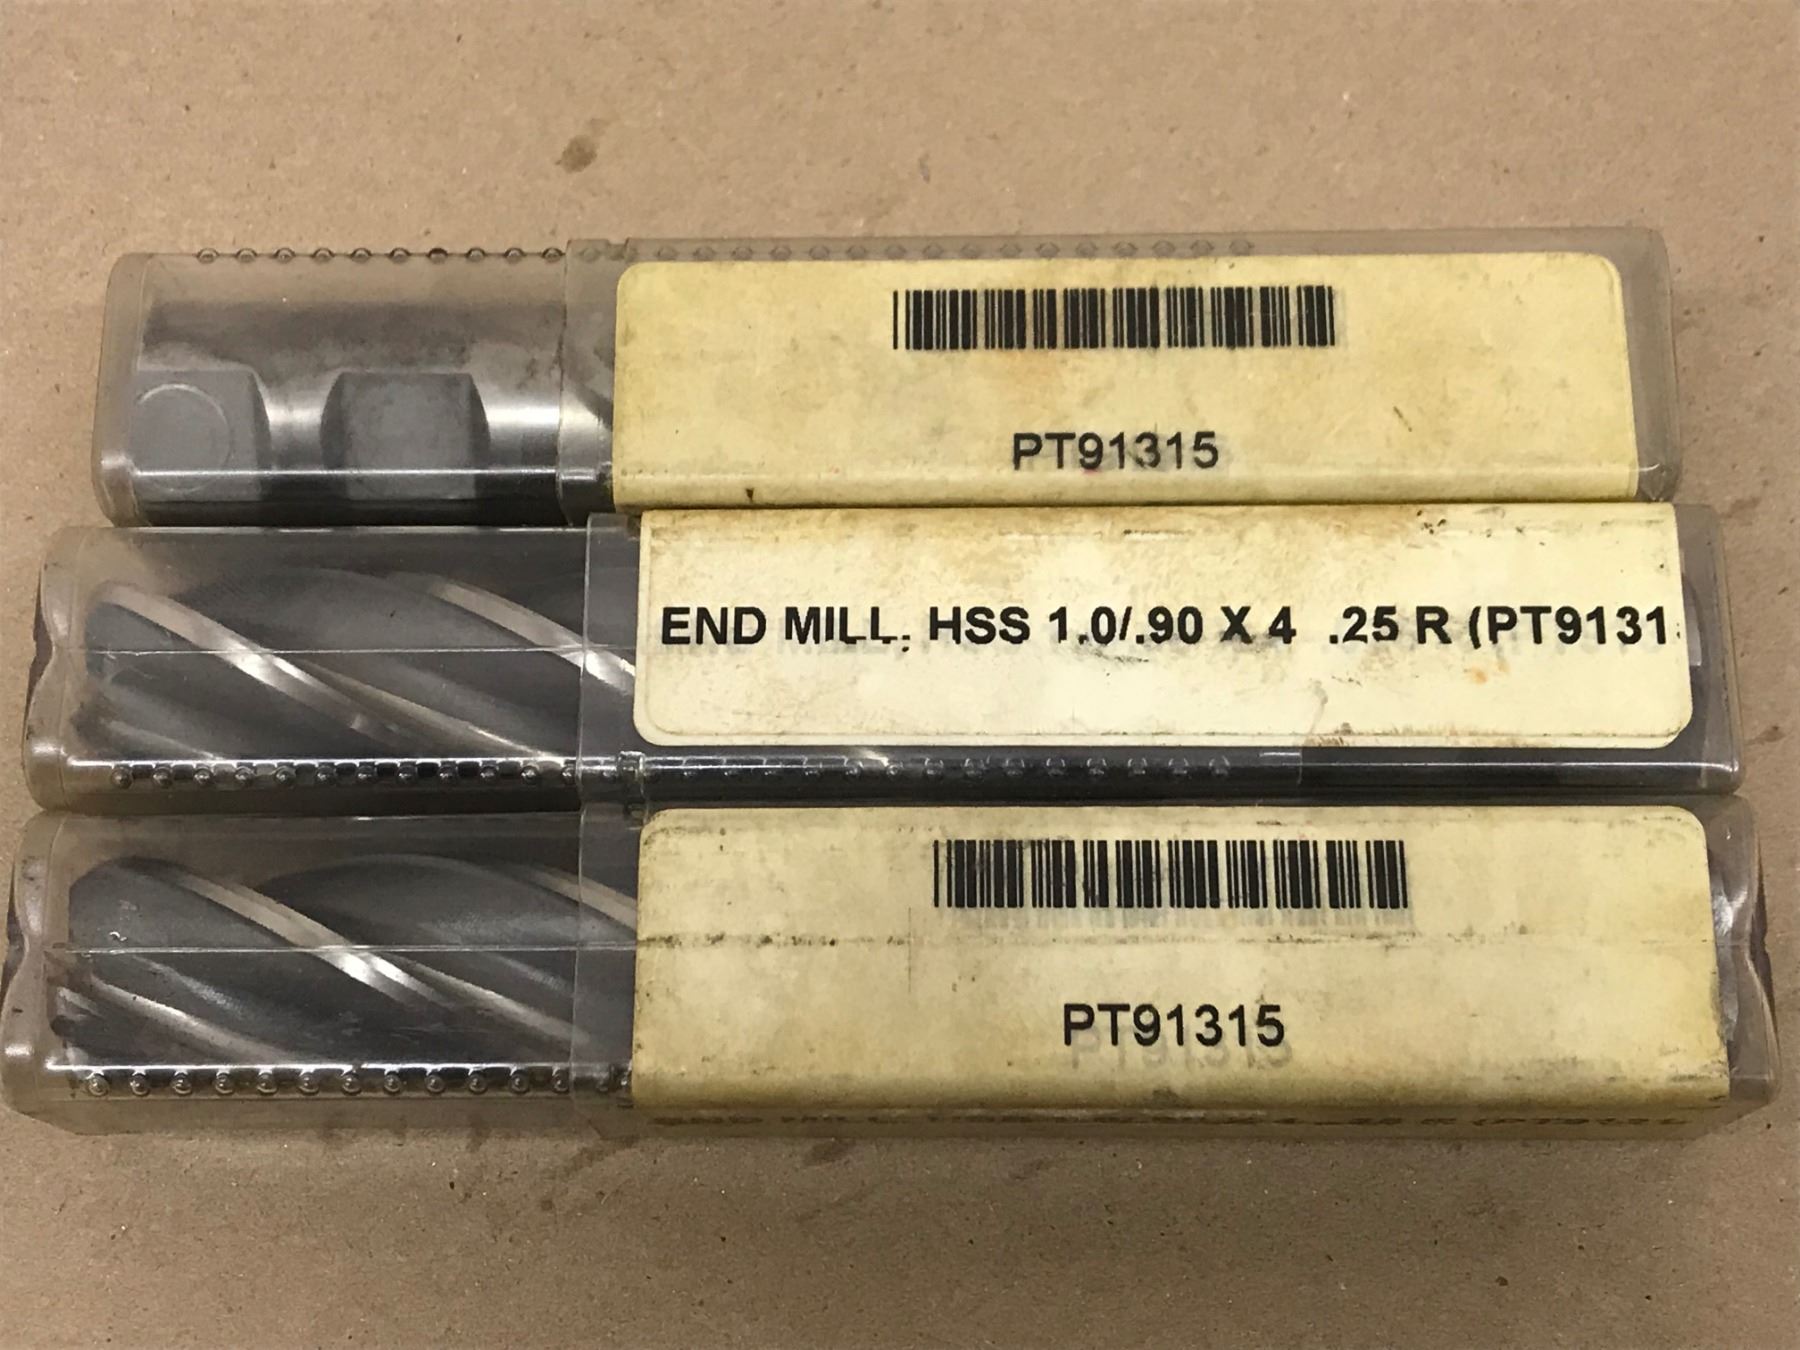 PT91315
END MILL, HSS 1.0/.90 X 4 .25 R (PT9131
PT91315